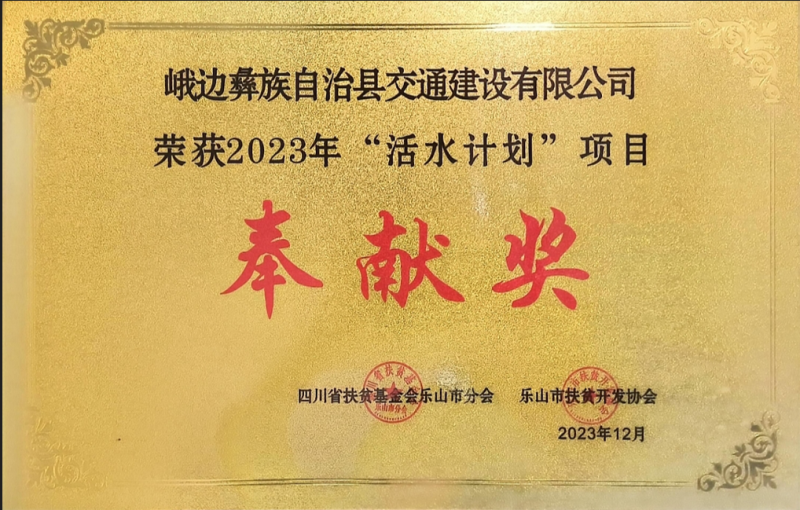 峨边彝族自治县交通建设有限公司
荣获2023年“活水计划”项目
奉献奖
四川省扶贫基金会乐山市分会 乐山市扶贫开发协会
2023年12月